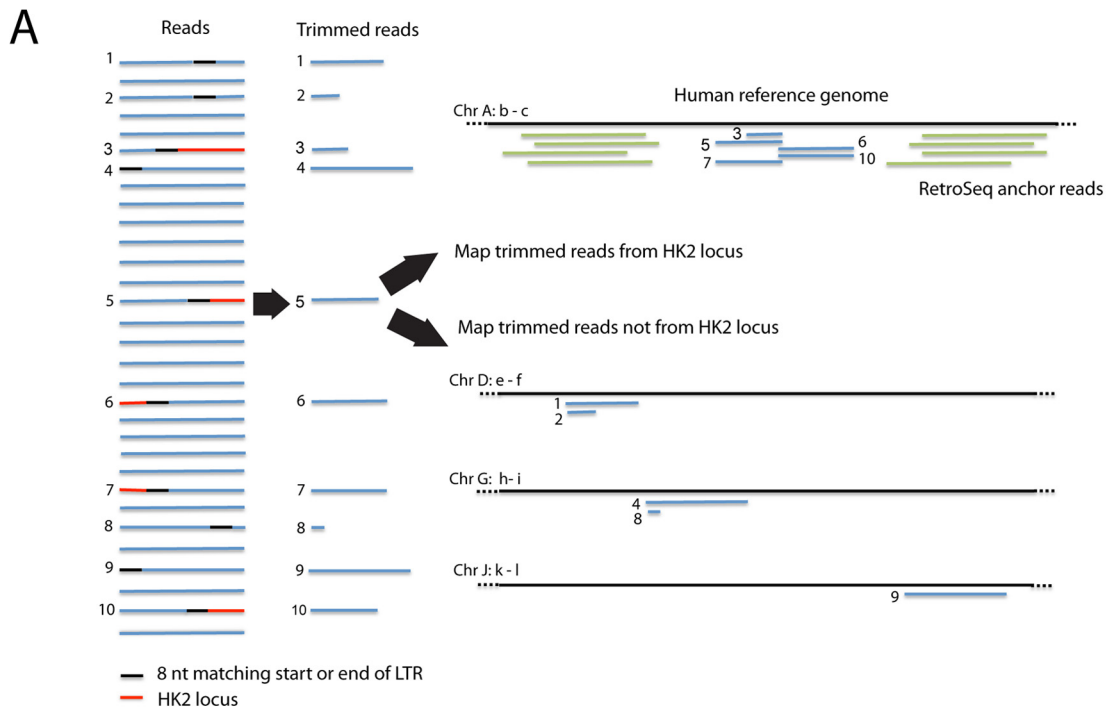 A
Reads
Trimmed reads
1
2
3
4
5
6
7
8
9
10
1
2
3
4
5
6
7
8
9
10
Human reference genome
Chr A: b - c
3
5
6
7
10
RetroSeq anchor reads
Map trimmed reads from HK2 locus
Map trimmed reads not from HK2 locus
Chr D: e - f
1
2
Chr G: h- i
4
8
Chr J: k - l
9
8 nt matching start or end of LTR
HK2 locus